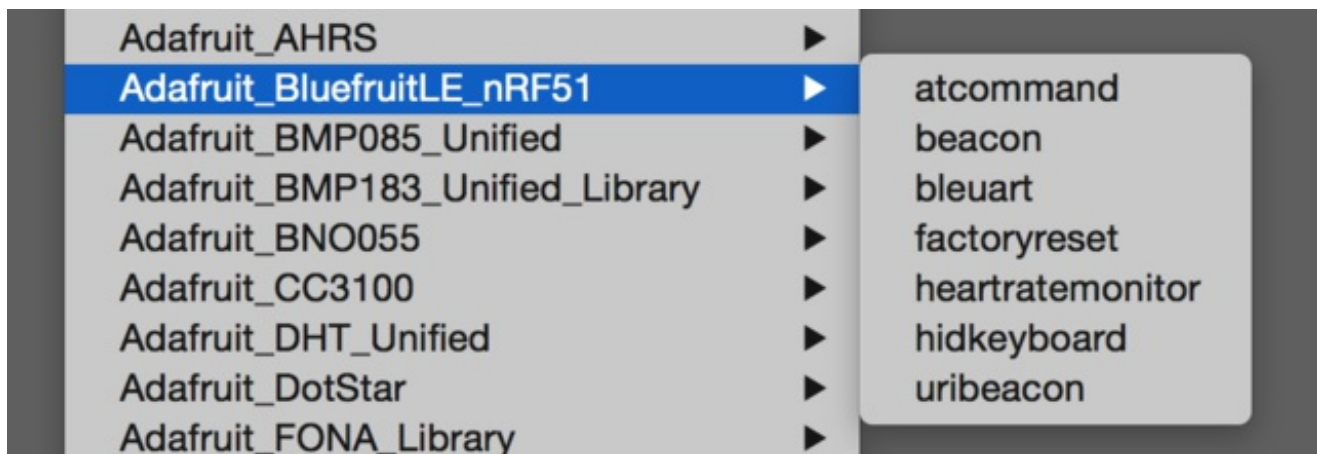 Adafruit_AHRS
Adafruit_BluefruitLE_nRF51
Adafruit_BMP085_Unified
Adafruit_BMP183_Unified_Library
Adafruit_BNO055
Adafruit_CC3100
Adafruit_DHT_Unified
Adafruit_DotStar
Adafruit_FONA_Library
atcommand
beacon
bleuart
factoryreset
heartratemonitor
hidkeyboard
uribeacon